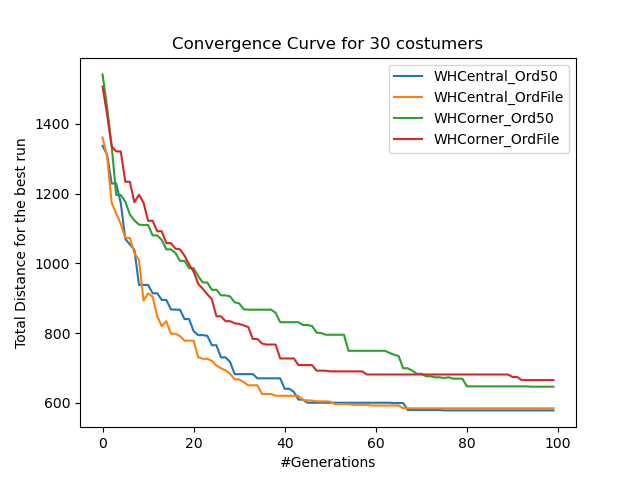 Convergence Curve for 30 costumers
Total Distance for the best run
1400
1200
1000
800
600
WHCentral_Ord50
WHCentral_OrdFile
WHCorner_Ord50
WHCorner_OrdFile
0 20 40 60 80 100
#Generations